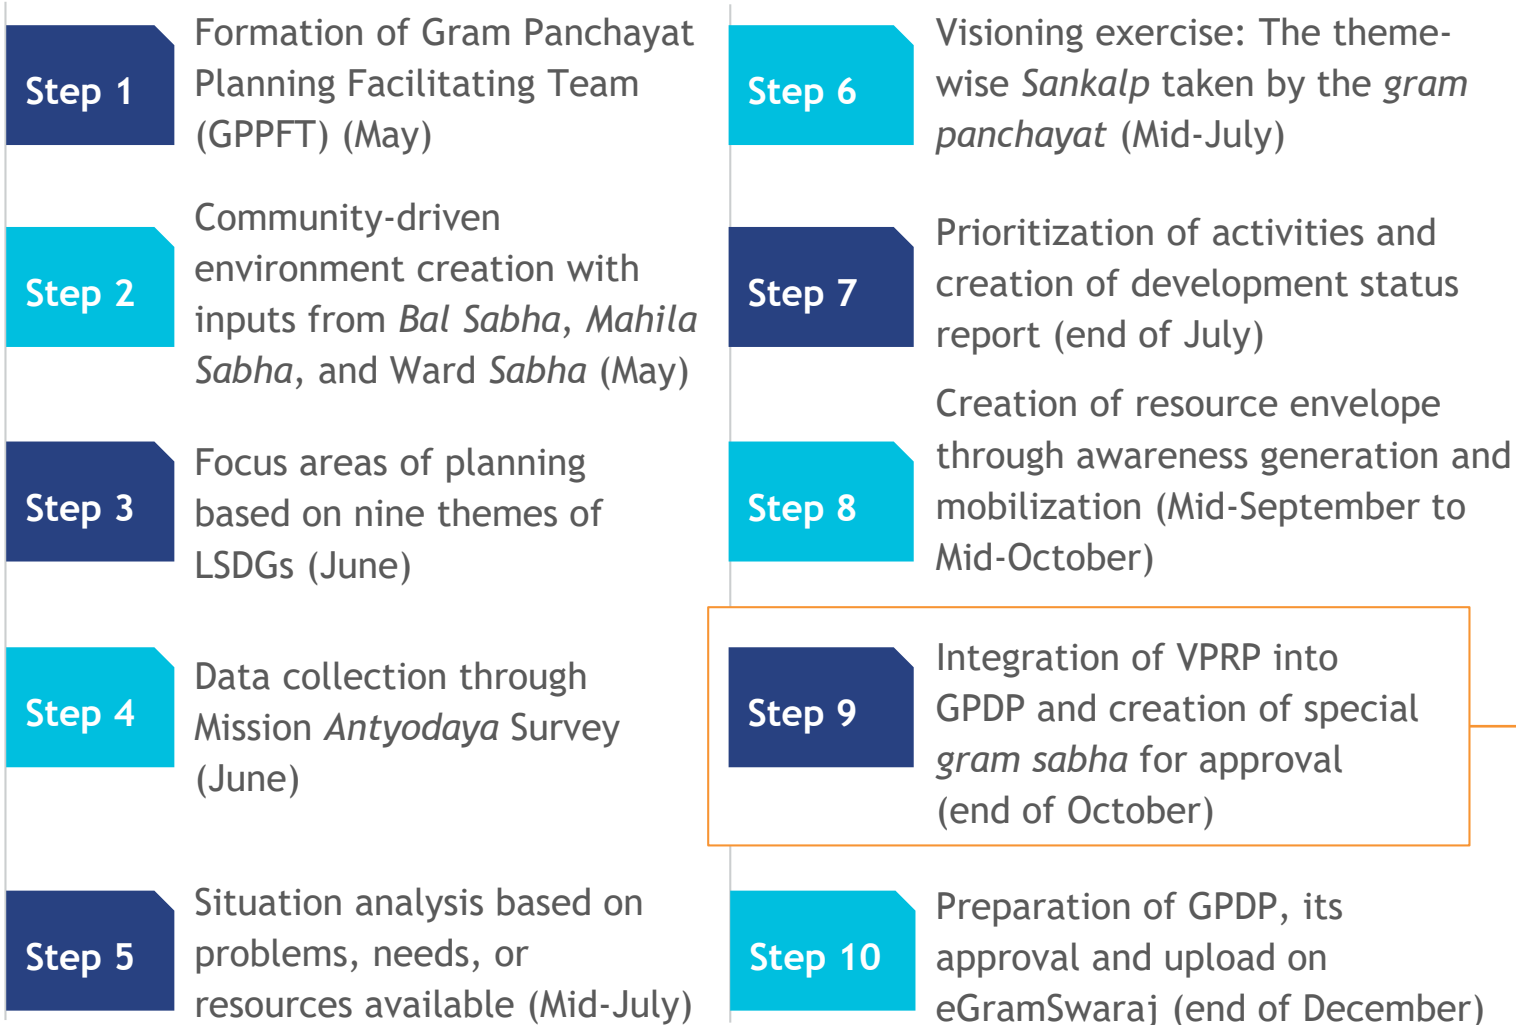 Step 1
Formation of Gram Panchayat
Planning Facilitating Team
(GPPFT) (May)
Step 2
Community-driven
environment creation with
inputs from Bal Sabha, Mahila
Sabha, and Ward Sabha (May)
Step 3
Focus areas of planning
based on nine themes of
LSDGs (June)
Step 4
Data collection through
Mission Antyodaya Survey
(June)
Step 5
Situation analysis based on
problems, needs, or
resources available (Mid-July)
Step 6
Visioning exercise: The theme-
wise Sankalp taken by the gram
panchayat (Mid-July)
Step 7
Prioritization of activities and
creation of development status
report (end of July)
Step 8
Creation of resource envelope
through awareness generation and
mobilization (Mid-September to
Mid-October)
Step 9
Integration of VPRP into
GPDP and creation of special
gram sabha for approval
(end of October)
Step 10
Preparation of GPDP, its
approval and upload on
eGramSwaraj (end of December)